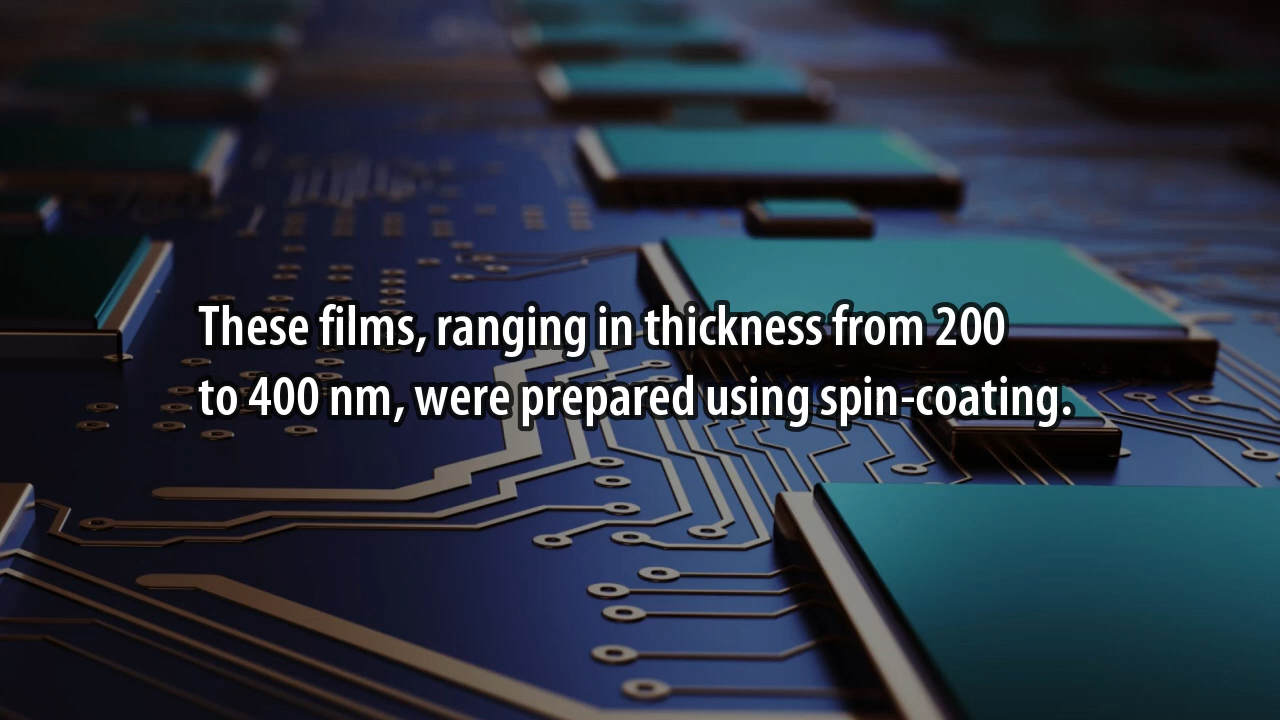 These films, ranging in thickness from 200
to 400 nm, were prepared using spin-coating.